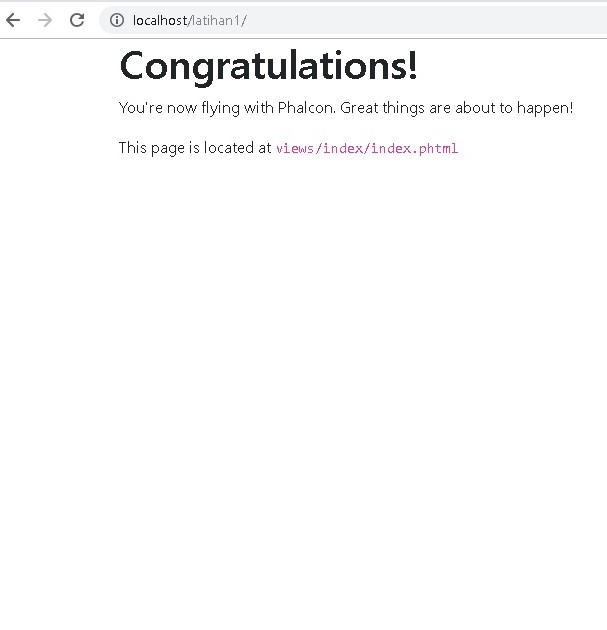 localhost/latihan1/
Congratulations!
You're now flying with Phalcon. Great things are about to happen!
This page is located at views/index/index.phtml